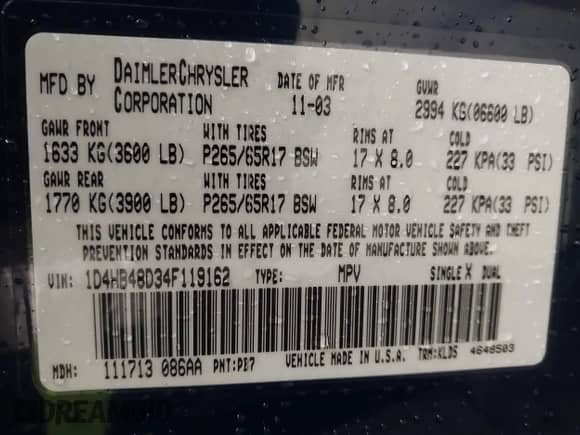 MFD BY DAIMLERCHRYSLER CORPORATION DATE OF MFR 11-03 GVWR 2994 KG(06600 LB)
GAWR FRONT WITH TIRES RIMS AT COLD
1633 KG(3600 LB) P265/65R17 BSW 17 X 8.0 227 KPA(33 PSI)
GAWR REAR WITH TIRES RIMS AT COLD
1770 KG(3900 LB) P265/65R17 BSW 17 X 8.0 227 KPA(33 PSI)
THIS VEHICLE CONFORMS TO ALL APPLICABLE FEDERAL MOTOR VEHICLE SAFETY AND THEFT
PREVENTION STANDARDS IN EFFECT ON THE DATE OF MANUFACTURE SHOWN ABOVE.
VIN: 1D4HB48D34F119162 TYPE: MPV SINGLE X DUAL
MDH: 111713 086AA PNT:PB7 VEHICLE MADE IN U.S.A. TRM:KLDS 4648503